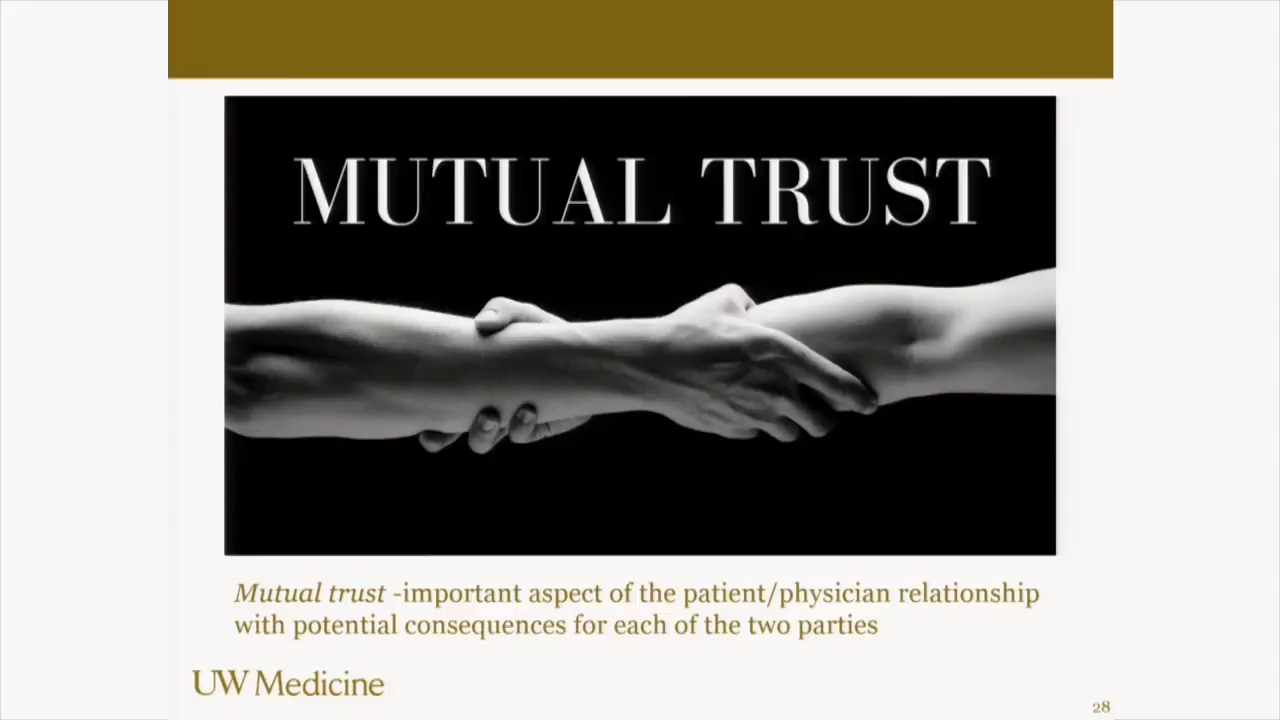 MUTUAL TRUST
Mutual trust -important aspect of the patient/physician relationship
with potential consequences for each of the two parties
UW Medicine
28